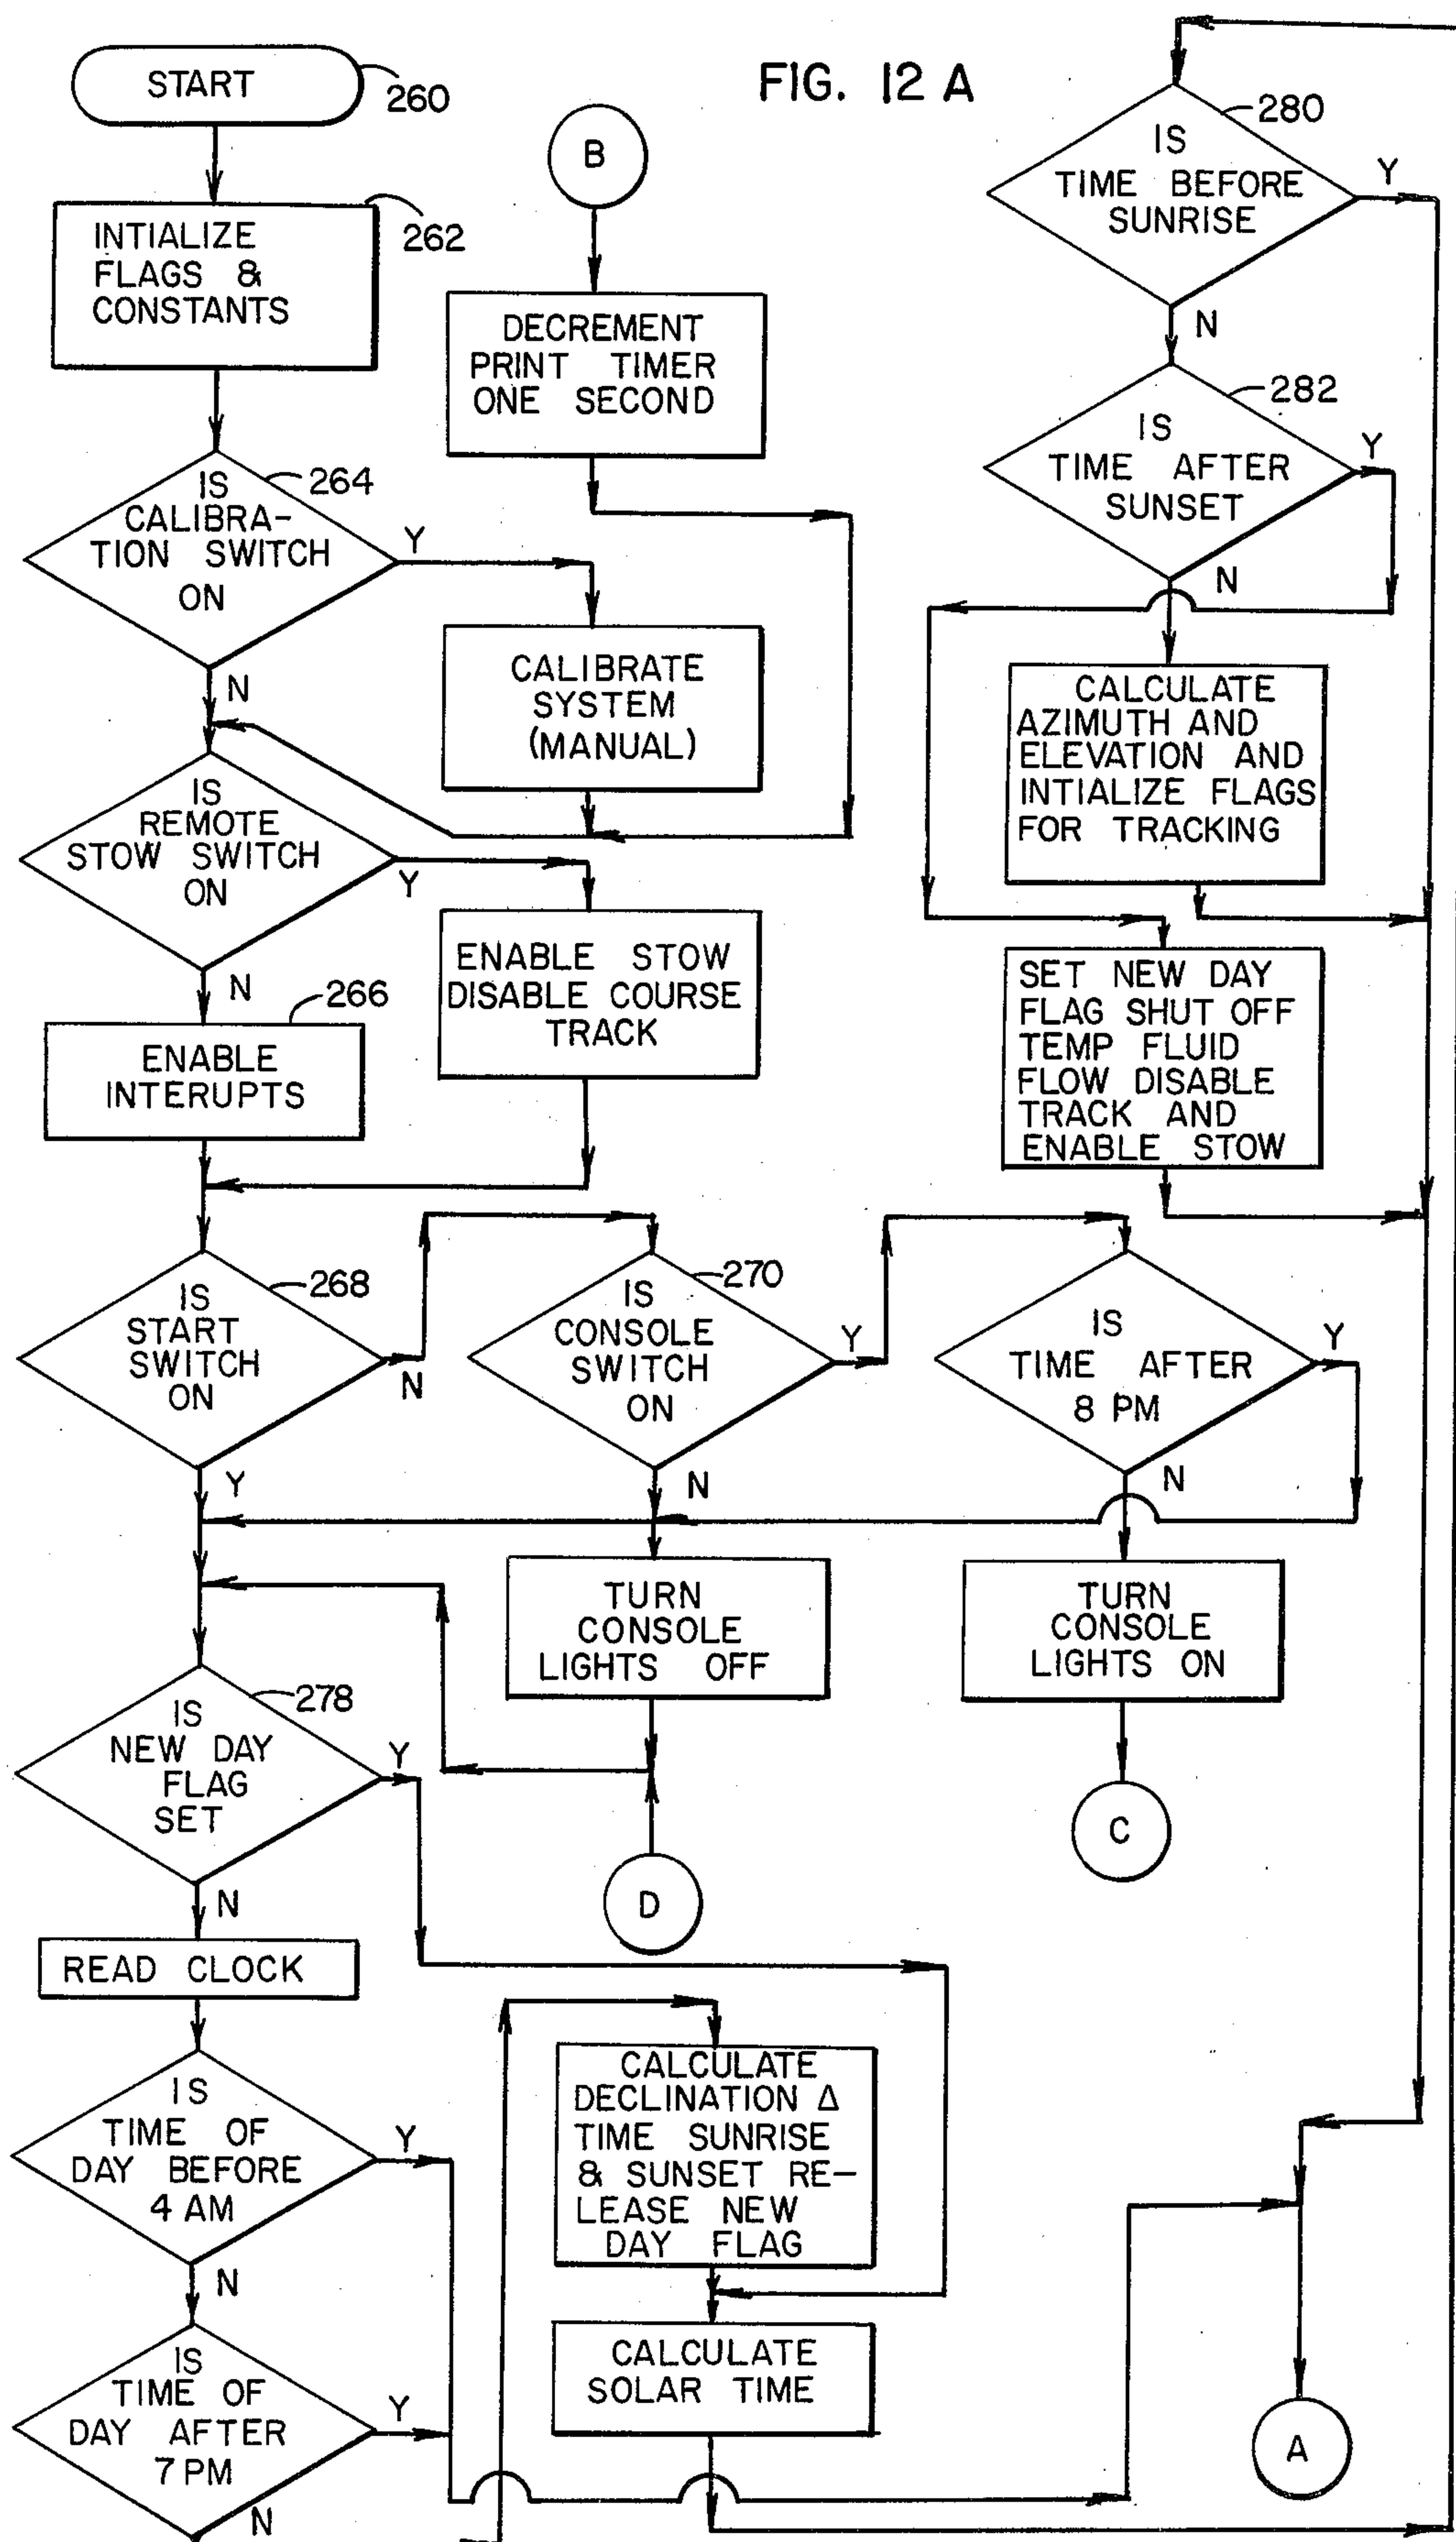 FIG. 12 A
START
260
INTIALIZE
FLAGS &
CONSTANTS
262
IS
CALIBRA-
TION SWITCH
ON
264
Y
N
CALIBRATE
SYSTEM
(MANUAL)
B
DECREMENT
PRINT TIMER
ONE SECOND
IS
REMOTE
STOW SWITCH
ON
Y
N
ENABLE STOW
DISABLE COURSE
TRACK
266
ENABLE
INTERUPTS
IS
START
SWITCH
ON
268
N
Y
IS
CONSOLE
SWITCH
ON
270
Y
N
IS
TIME AFTER
8 PM
Y
N
TURN
CONSOLE
LIGHTS OFF
TURN
CONSOLE
LIGHTS ON
C
D
IS
NEW DAY
FLAG
SET
278
Y
N
READ CLOCK
IS
TIME OF
DAY BEFORE
4 AM
Y
N
IS
TIME OF
DAY AFTER
7 PM
Y
N
CALCULATE
DECLINATION Δ
TIME SUNRISE
& SUNSET RE-
LEASE NEW
DAY FLAG
CALCULATE
SOLAR TIME
IS
TIME BEFORE
SUNRISE
280
Y
N
IS
TIME AFTER
SUNSET
282
Y
N
CALCULATE
AZIMUTH AND
ELEVATION AND
INTIALIZE FLAGS
FOR TRACKING
SET NEW DAY
FLAG SHUT OFF
TEMP FLUID
FLOW DISABLE
TRACK AND
ENABLE STOW
A